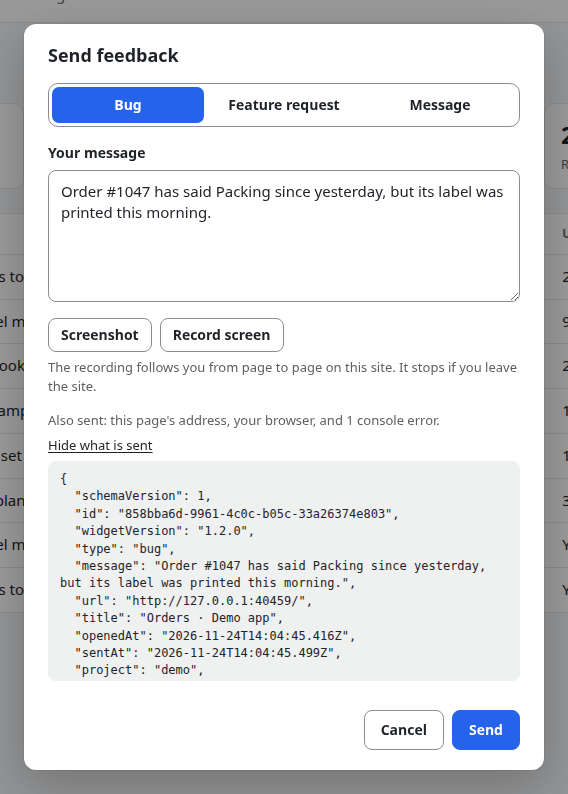 Send feedback
Bug
Feature request
Message
Your message
Order #1047 has said Packing since yesterday, but its label was
printed this morning.
Screenshot
Record screen
The recording follows you from page to page on this site. It stops if you leave
the site.
Also sent: this page's address, your browser, and 1 console error.
Hide what is sent
{
"schemaVersion": 1,
"id": "858bba6d-9961-4c0c-b05c-33a26374e803",
"widgetVersion": "1.2.0",
"type": "bug",
"message": "Order #1047 has said Packing since yesterday,
but its label was printed this morning.",
"url": "http://127.0.0.1:40459/",
"title": "Orders · Demo app",
"openedAt": "2026-11-24T14:04:45.416Z",
"sentAt": "2026-11-24T14:04:45.499Z",
"project": "demo",
Cancel
Send